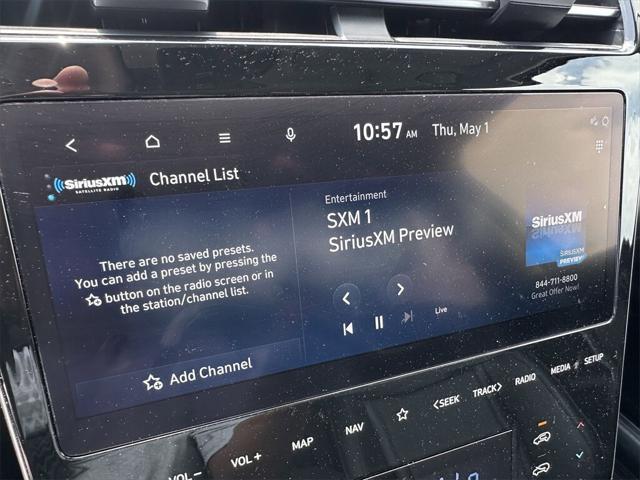 10:57 AM Thu, May 1
SiriusXM
SATELLITE RADIO
Channel List
There are no saved presets.
You can add a preset by pressing the
button on the radio screen or in
the station/channel list.
Add Channel
Entertainment
SXM 1
SiriusXM Preview
Live
SiriusXM
SiriusXM
PREVIEW
844-711-8800
Great Offer Now!
VOL−
VOL +
MAP
NAV
<SEEK
TRACK>
RADIO
MEDIA
SETUP